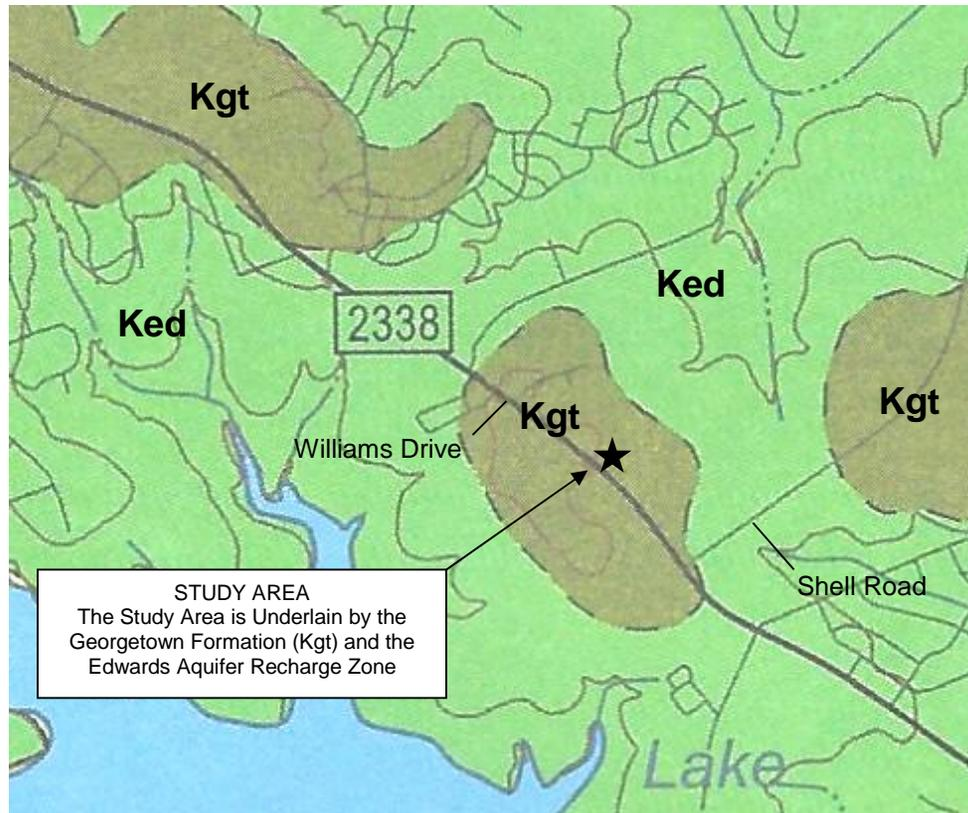 Kgt
Ked
Ked
2338
Kgt
Kgt
Williams Drive
STUDY AREA
The Study Area is Underlain by the
Georgetown Formation (Kgt) and the
Edwards Aquifer Recharge Zone
Shell Road
Lake